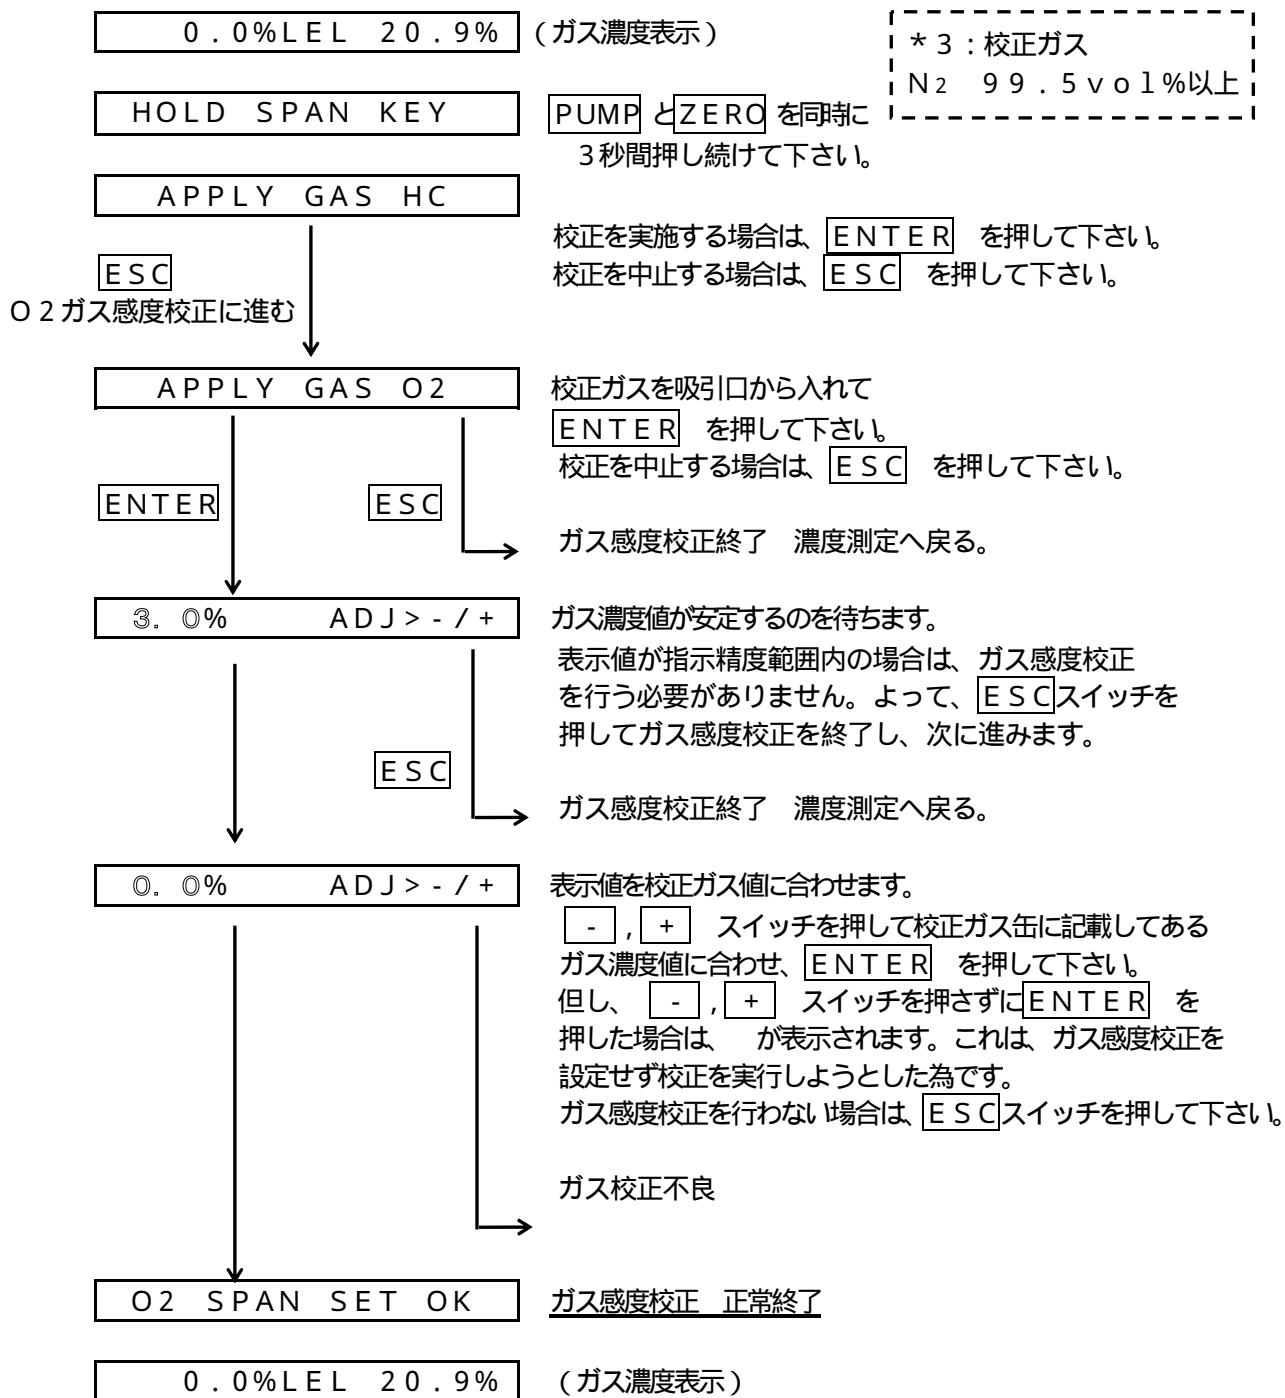 ０．０％ＬＥＬ　２０．９％
（ガス濃度表示）
＊３：校正ガス
Ｎ２　９９．５ｖｏｌ％以上
ＨＯＬＤ　ＳＰＡＮ　ＫＥＹ
ＰＵＭＰ とＺＥＲＯ を同時に
３秒間押し続けて下さい。
ＡＰＰＬＹ　ＧＡＳ　ＨＣ
校正を実施する場合は、ＥＮＴＥＲ　を押して下さい。
校正を中止する場合は、ＥＳＣ　を押して下さい。
ＥＳＣ
Ｏ２ガス感度校正に進む
ＡＰＰＬＹ　ＧＡＳ　Ｏ２
校正ガスを吸引口から入れて
ＥＮＴＥＲ　を押して下さい。
校正を中止する場合は、ＥＳＣ　を押して下さい。
ＥＮＴＥＲ
ＥＳＣ
ガス感度校正終了　濃度測定へ戻る。
３．０％　　　ＡＤＪ＞－／＋
ガス濃度値が安定するのを待ちます。
表示値が指示精度範囲内の場合は、ガス感度校正
を行う必要がありません。よって、ＥＳＣスイッチを
押してガス感度校正を終了し、次に進みます。
ＥＳＣ
ガス感度校正終了　濃度測定へ戻る。
０．０％　　　ＡＤＪ＞－／＋
表示値を校正ガス値に合わせます。
－，＋　スイッチを押して校正ガス缶に記載してある
ガス濃度値に合わせ、ＥＮＴＥＲ　を押して下さい。
但し、－，＋　スイッチを押さずにＥＮＴＥＲ　を
押した場合は、　が表示されます。これは、ガス感度校正を
設定せず校正を実行しようとした為です。
ガス感度校正を行わない場合は、ＥＳＣスイッチを押して下さい。
ガス校正不良
Ｏ２　ＳＰＡＮ　ＳＥＴ　ＯＫ
ガス感度校正　正常終了
０．０％ＬＥＬ　２０．９％
（ガス濃度表示）